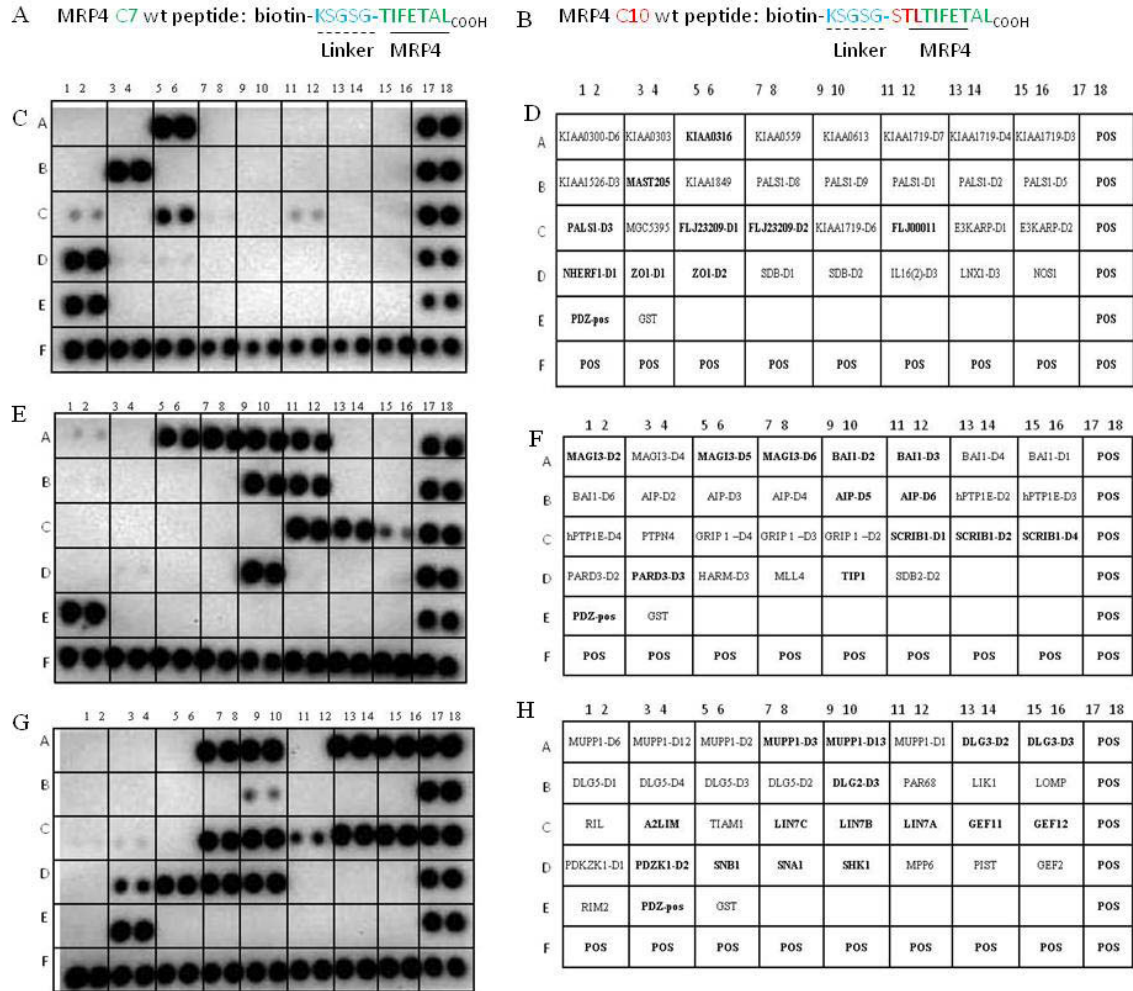 A MRP4 C7 wt peptide: biotin-KSGSG-TIFETALCOOH
Linker MRP4
B MRP4 C10 wt peptide: biotin-KSGSG-STLTIFETALCOOH
Linker MRP4
C
1 2 3 4 5 6 7 8 9 10 11 12 13 14 15 16 17 18
A
B
C
D
E
F
D
1 2 3 4 5 6 7 8 9 10 11 12 13 14 17 18
A KIAA0300-D6 KIAA0303 KIAA0316 KIAA0559 KIAA0613 KIAA1719-D7 KIAA1719-D4 KIAA1719-D3 POS
B KIAA1526-D3 MAST205 KIAA1849 PALS1-D8 PALS1-D9 PALS1-D1 PALS1-D2 PALS1-D5 POS
C PALS1-D3 MGC5395 FLJ23209-D1 FLJ23209-D2 KIAA1719-D6 FLJ00011 E3KARP-D1 E3KARP-D2 POS
D NHERF1-D1 ZO1-D1 ZO1-D2 SDB-D1 SDB-D2 IL16(2)-D3 LNX1-D3 NOS1 POS
E PDZ-pos GST POS
F POS POS POS POS POS POS POS POS POS
E
1 2 3 4 5 6 7 8 9 10 11 12 13 14 15 16 17 18
A
B
C
D
E
F
F
1 2 3 4 5 6 7 8 9 10 11 12 13 14 15 16 17 18
A MAGI3-D2 MAGI3-D4 MAGI3-D5 MAGI3-D6 BAI1-D2 BAI1-D3 BAI1-D4 BAI1-D1 POS
B BAI1-D6 AIP-D2 AIP-D3 AIP-D4 AIP-D5 AIP-D6 hPTP1E-D2 hPTP1E-D3 POS
C hPTP1E-D4 PTPN4 GRIP 1 –D4 GRIP 1 –D3 GRIP 1 –D2 SCRIB1-D1 SCRIB1-D2 SCRIB1-D4 POS
D PARD3-D2 PARD3-D3 HARM-D3 MLL4 TIP1 SDB2-D2 POS
E PDZ-pos GST POS
F POS POS POS POS POS POS POS POS POS
G
1 2 3 4 5 6 7 8 9 10 11 12 13 14 15 16 17 18
A
B
C
D
E
F
H
1 2 3 4 5 6 7 8 9 10 11 12 13 14 15 16 17 18
A MUPP1-D6 MUPP1-D12 MUPP1-D2 MUPP1-D3 MUPP1-D13 MUPP1-D1 DLG3-D2 DLG3-D3 POS
B DLG5-D1 DLG5-D4 DLG5-D3 DLG5-D2 DLG2-D3 PAR68 LIK1 LOMP POS
C RIL A2LIM TIAM1 LIN7C LIN7B LIN7A GEF11 GEF12 POS
D PDKZK1-D1 PDZK1-D2 SNB1 SNA1 SHK1 MPP6 PIST GEF2 POS
E RIM2 PDZ-pos GST POS
F POS POS POS POS POS POS POS POS POS